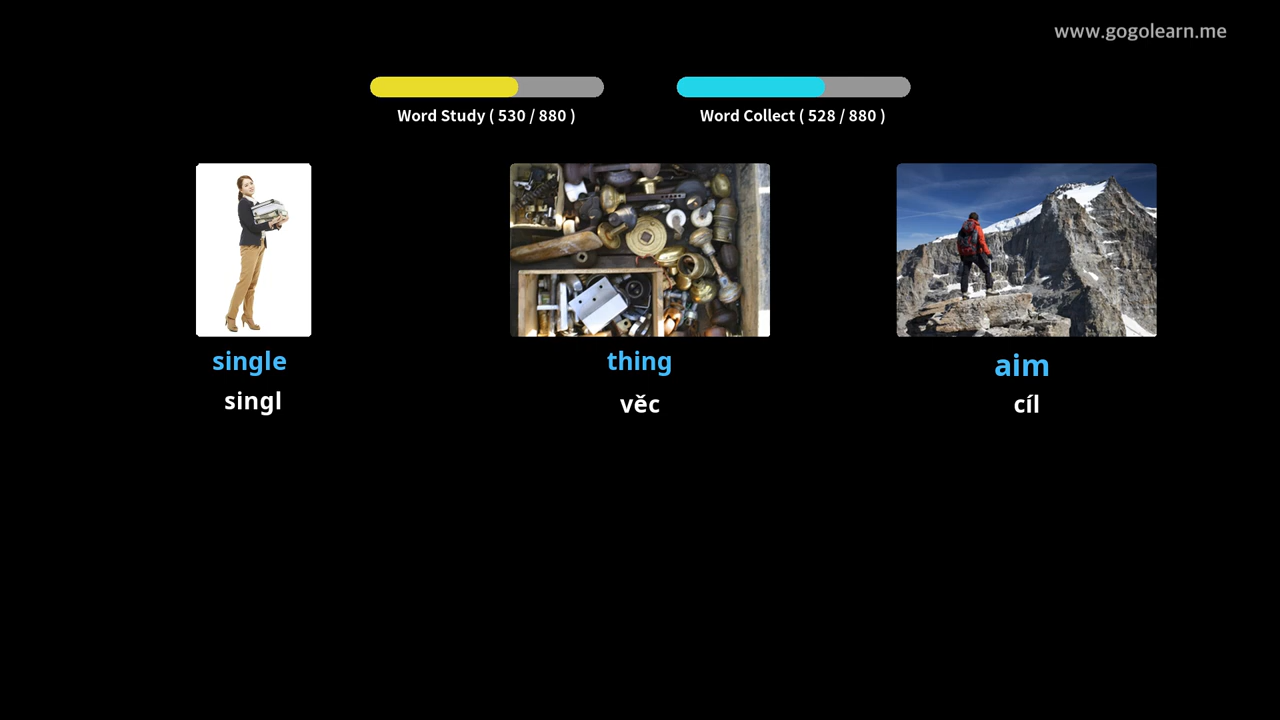 www.gogolearn.me
Word Study ( 530 / 880 )
Word Collect ( 528 / 880 )
single
thing
aim
singl
věc
cíl